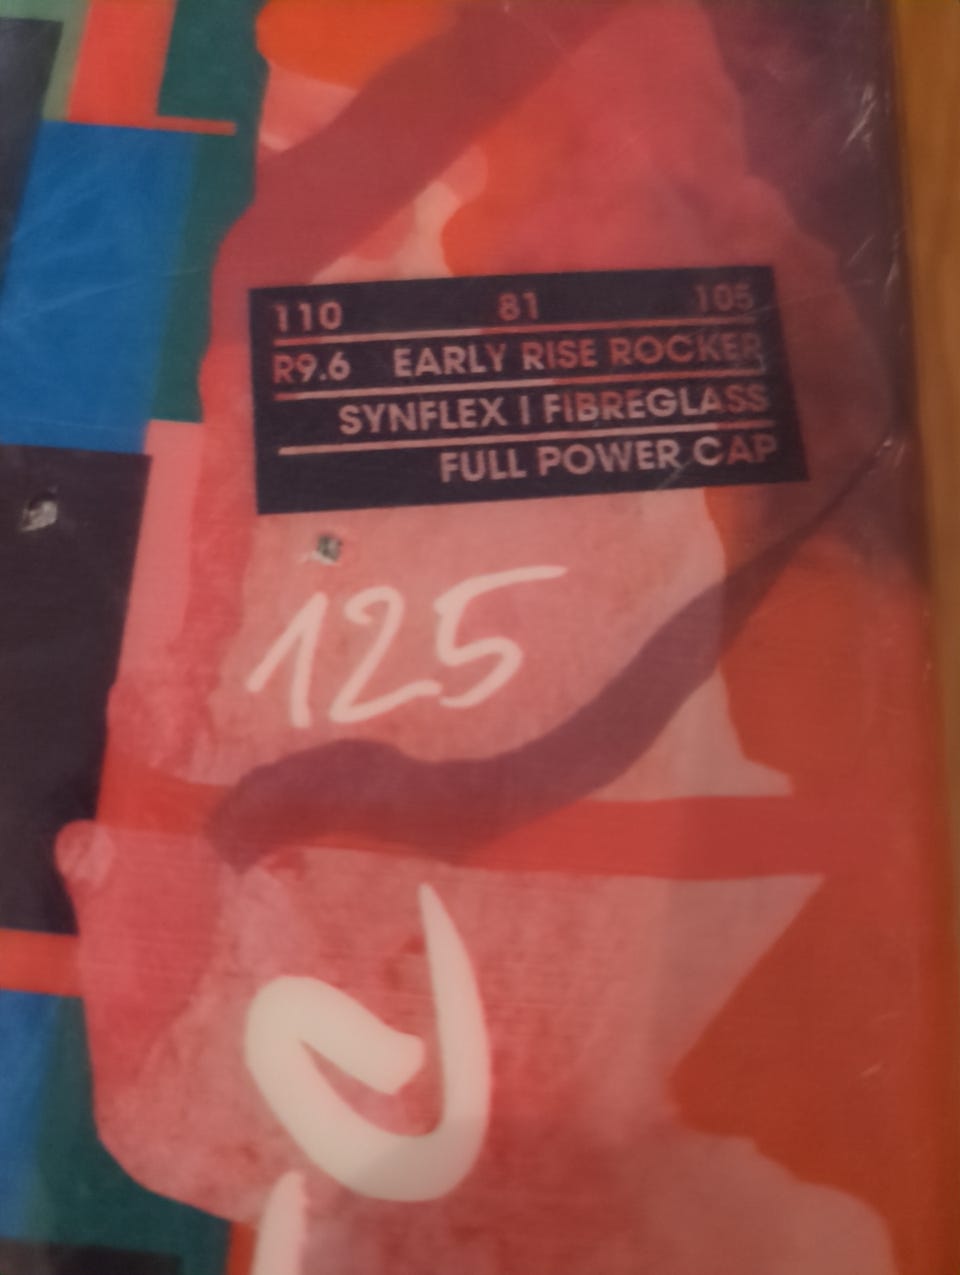 110 81 105
R9.6 EARLY RISE ROCKER
SYNFLEX | FIBREGLASS
FULL POWER CAP
125